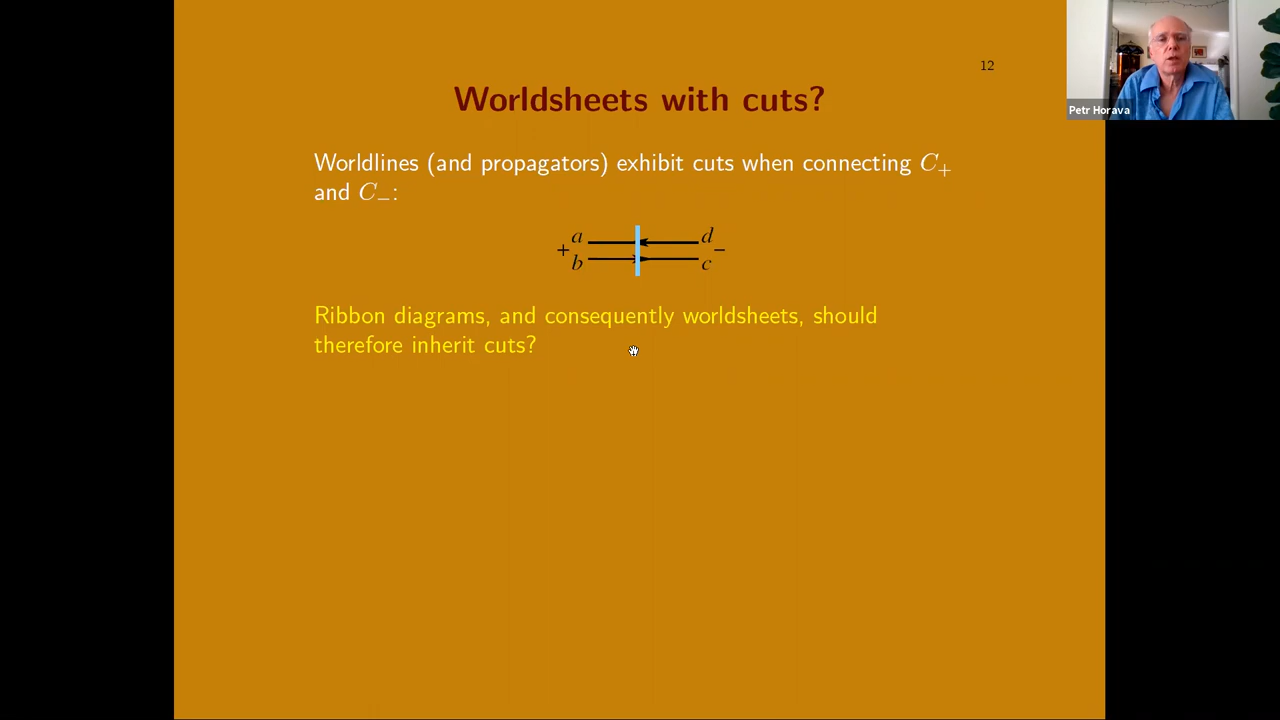 12
Petr Horava
Worldsheets with cuts?
Worldlines (and propagators) exhibit cuts when connecting C₊
and C₋:
+ a d −
b c
Ribbon diagrams, and consequently worldsheets, should
therefore inherit cuts?